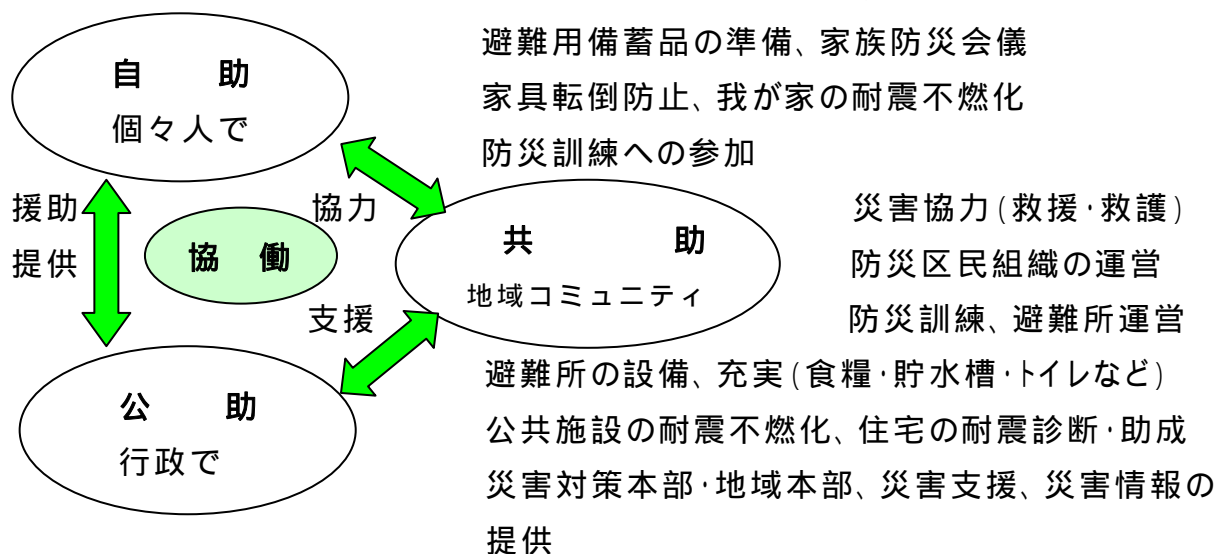 自 助
個々人で
避難用備蓄品の準備、家族防災会儀
家具転倒防止、我が家の耐震不燃化
防災訓練への参加
援助
提供
協 働
協力
支援
共 助
地域コミュニティ
災害協力(救援・救護)
防災区民組織の運営
防災訓練、避難所運営
公 助
行政で
避難所の設備、充実(食糧・貯水槽・トイレなど)
公共施設の耐震不燃化、住宅の耐震診断・助成
災害対策本部・地域本部、災害支援、災害情報の
提供